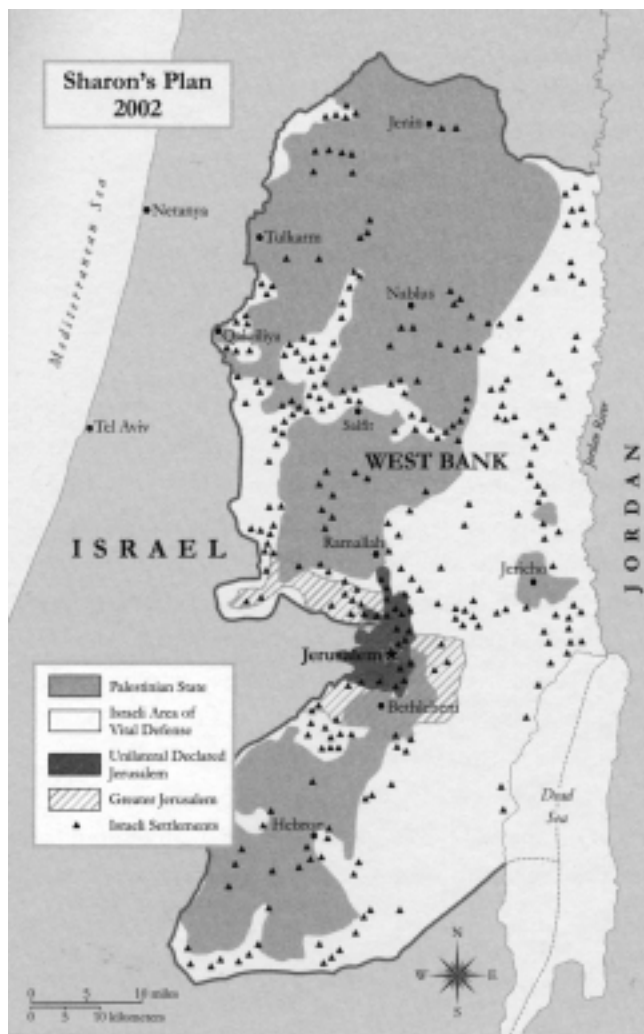 Sharon's Plan
2002
Mediterranean Sea
Netanya
Tel Aviv
ISRAEL
Jenin
Tulkarm
Nablus
Qalqiliya
Salfit
WEST BANK
Ramallah
Jericho
Jerusalem
Bethlehem
Hebron
Jordan River
JORDAN
Dead
Sea
Palestinian State
Israeli Area of
Vital Defense
Unilateral Declared
Jerusalem
Greater Jerusalem
Israeli Settlements
N
W E
S
0 5 10 miles
0 5 10 kilometers